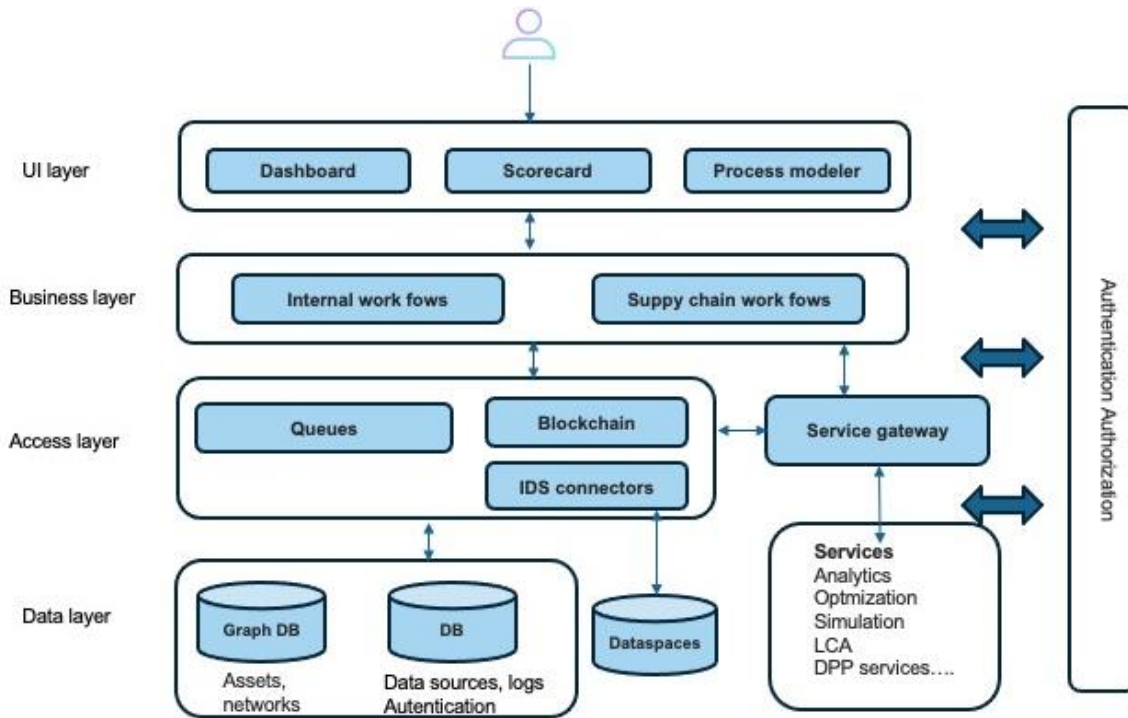 UI layer
Dashboard
Scorecard
Process modeler
Business layer
Internal work fows
Suppy chain work fows
Access layer
Queues
Blockchain
IDS connectors
Service gateway
Authentication Authorization
Data layer
Graph DB
DB
Dataspaces
Assets,
networks
Data sources, logs
Autentication
Services
Analytics
Optmization
Simulation
LCA
DPP services....